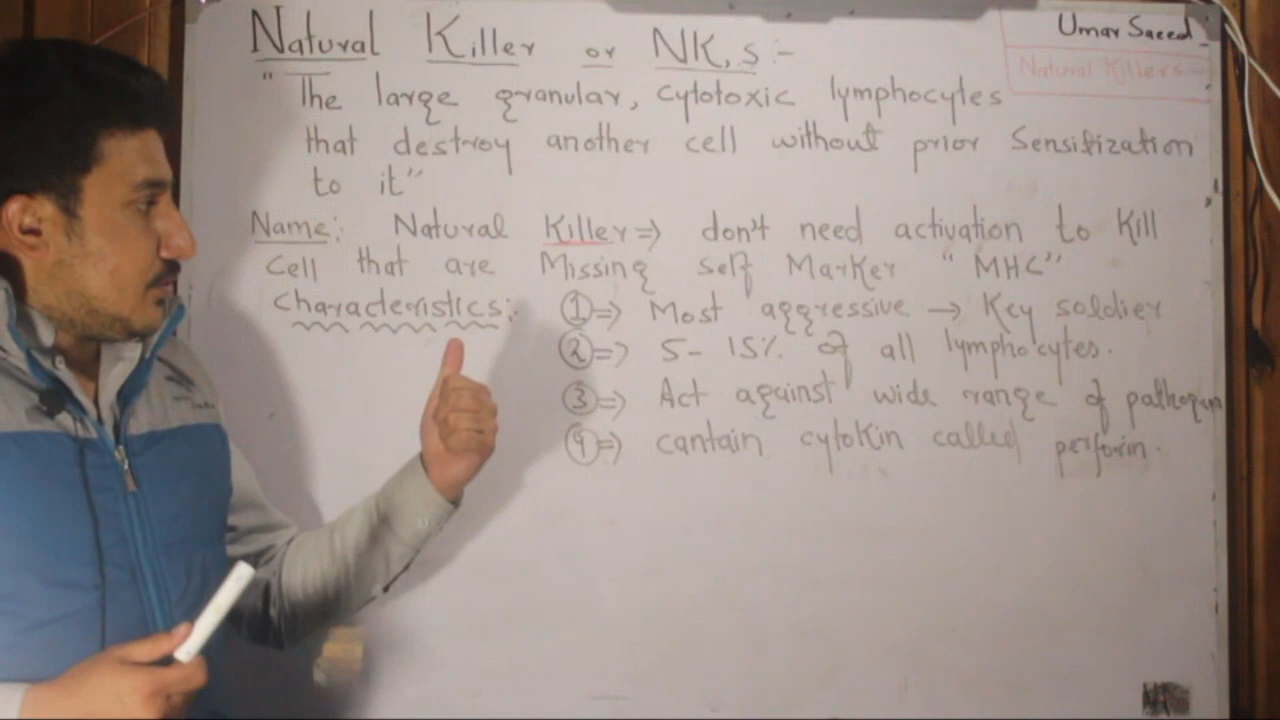 Natural Killer or NK,s:-
Umar Saeed
Natural Killers
"The large granular, cytotoxic lymphocytes
that destroy another cell without prior Sensitization
to it"
Name: Natural Killer => don't need activation to Kill
Cell that are Missing self Marker "MHC"
Characteristics:
① => Most aggressive → Key soldier
② => 5-15% of all lymphocytes.
③ => Act against wide range of pathogen
④ => cantain cytokin called perforin.